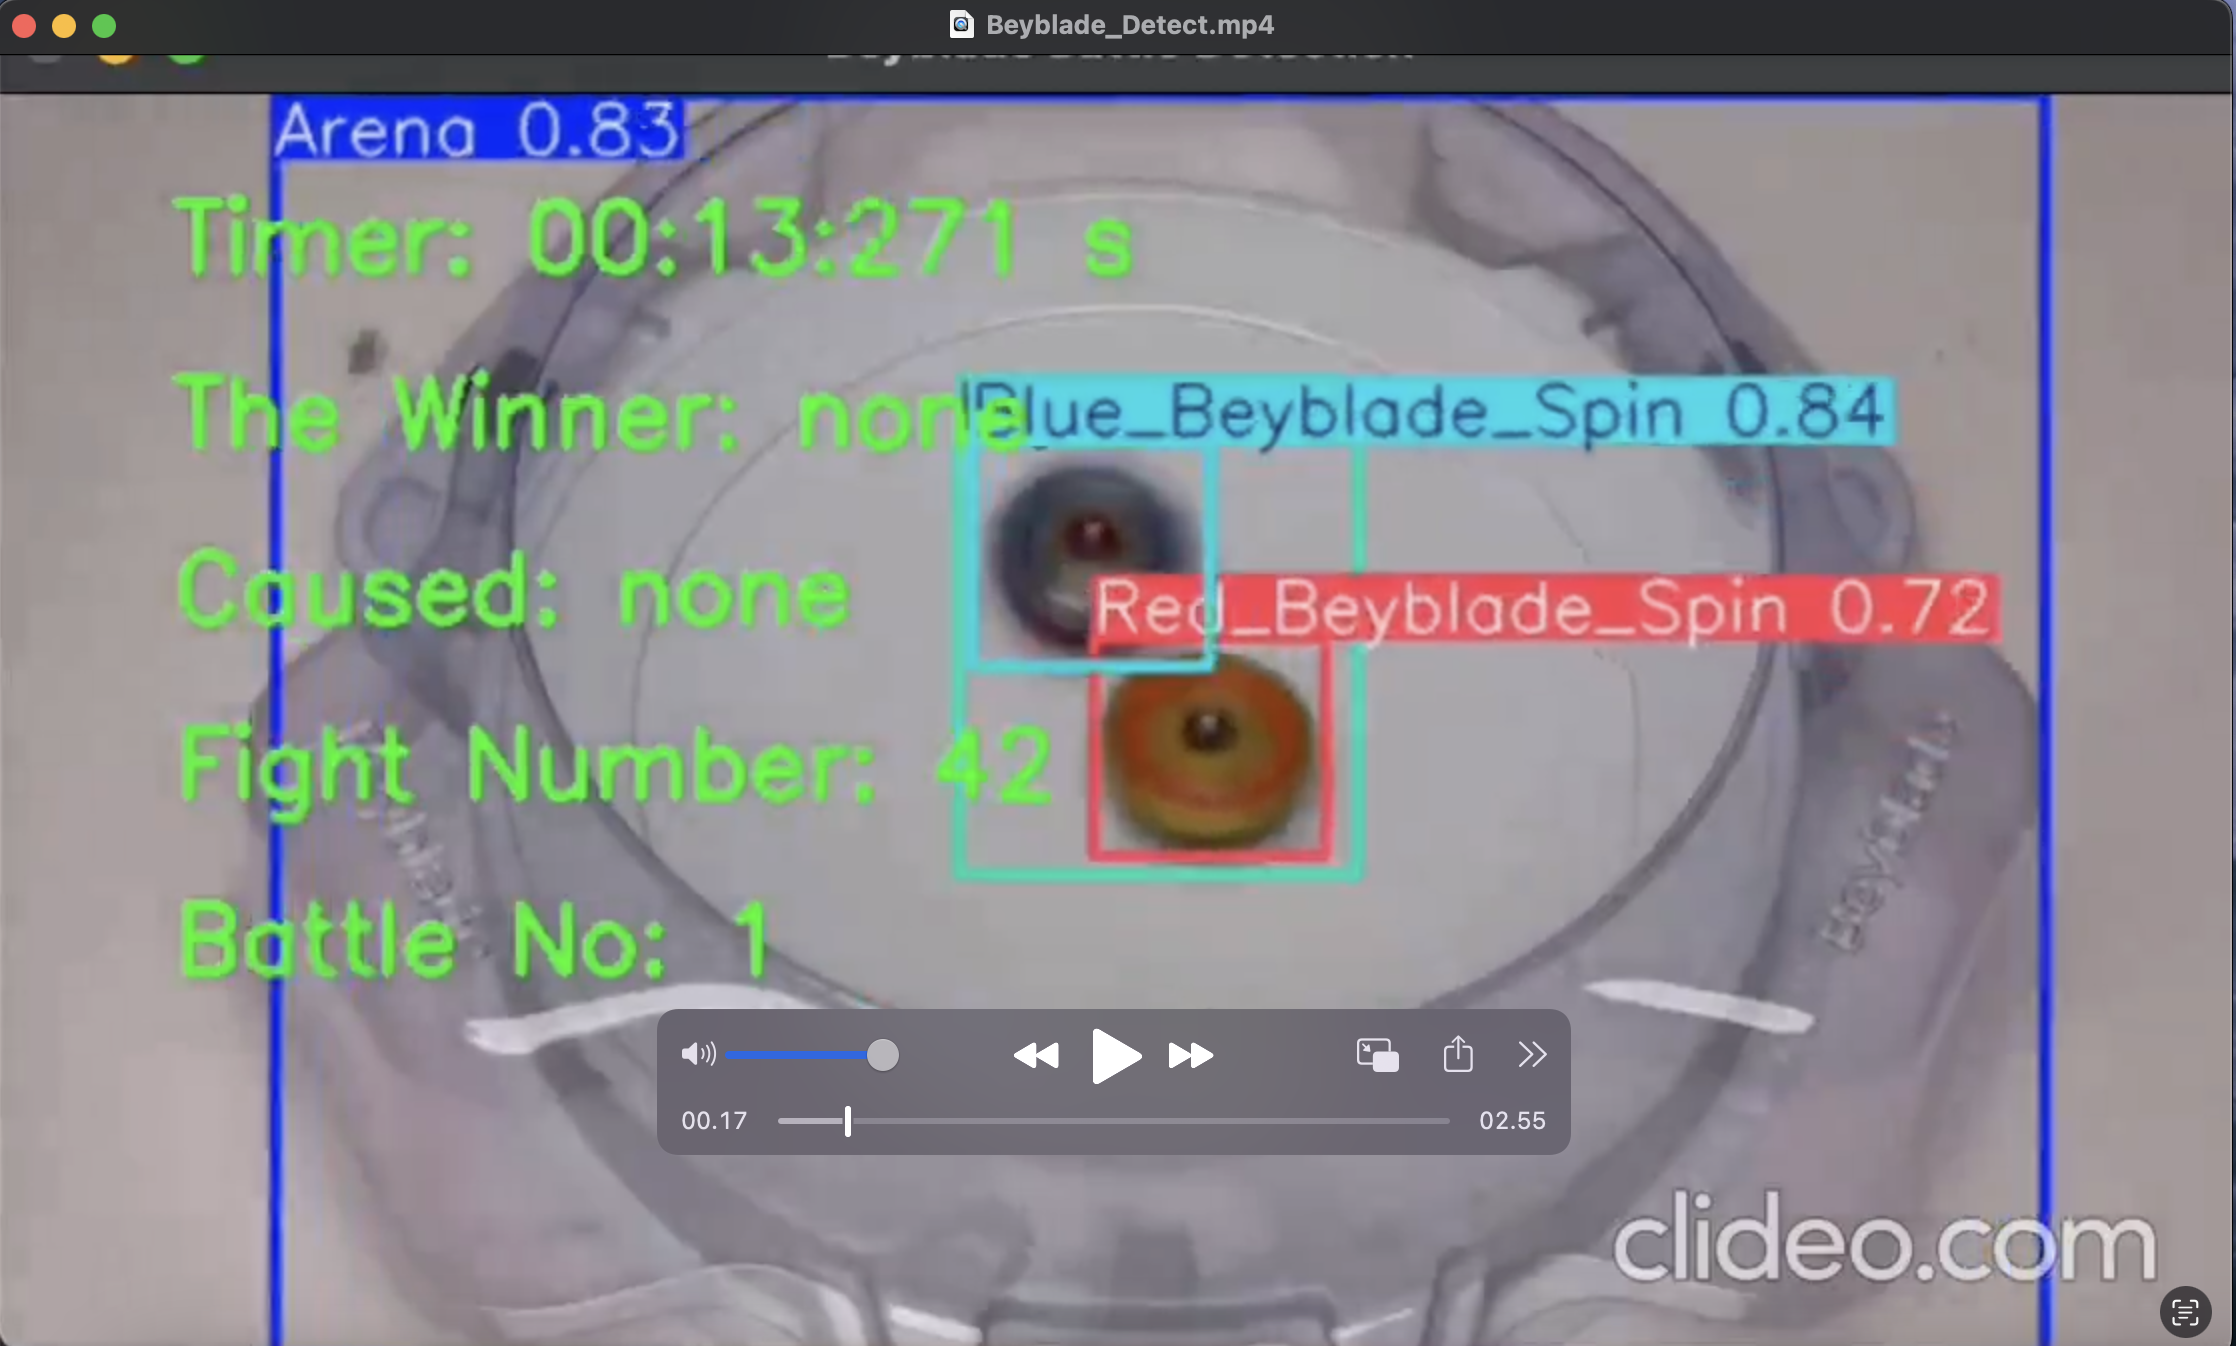 Beyblade_Detect.mp4
Arena 0.83
Timer: 00:13:271 s
The Winner: none
Blue_Beyblade_Spin 0.84
Caused: none
Red_Beyblade_Spin 0.72
Fight Number: 42
Battle No: 1
00.17
02.55
clideo.com